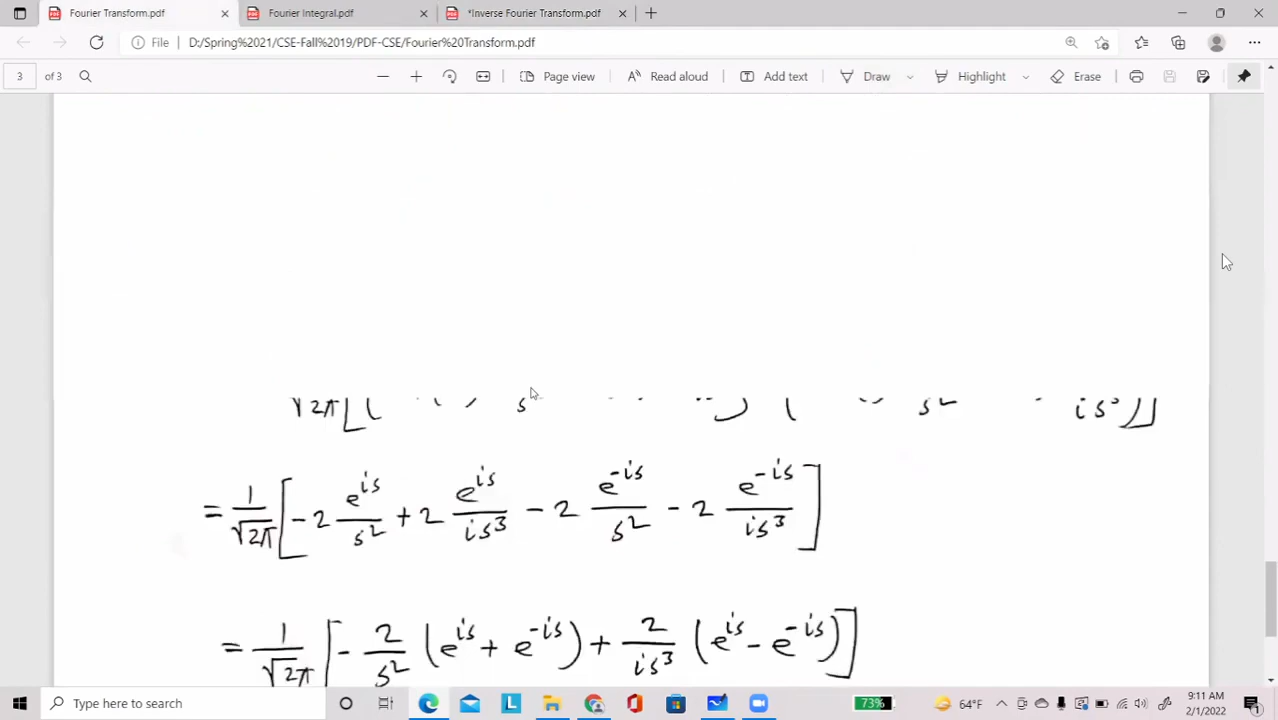 Fourier Transform.pdf
Fourier Integral.pdf
*Inverse Fourier Transform.pdf
File D:/Spring%2021/CSE-Fall%2019/PDF-CSE/Fourier%20Transform.pdf
3 of 3 Page view Read aloud Add text Draw Highlight Erase
= 1/√2π [ -2 e^{is}/s² + 2 e^{is}/is³ - 2 e^{-is}/s² - 2 e^{-is}/is³ ]
= 1/√2π [ - 2/s² (e^{is} + e^{-is}) + 2/is³ (e^{is} - e^{-is}) ]
Type here to search
73%
64°F
9:11 AM
2/1/2022